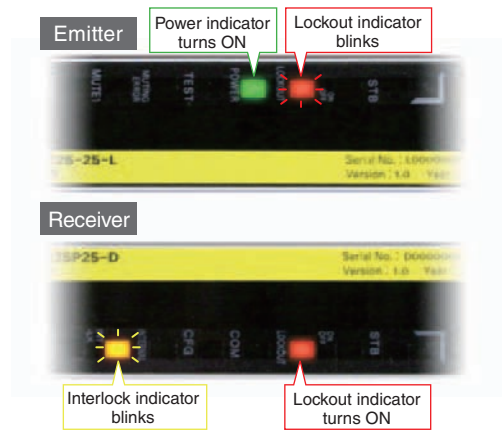 Emitter
Power indicator
turns ON
Lockout indicator
blinks
MUTE1
TEST
POWER
LOCKOUT
STB
25-25-L
Serial No. :
Version : 1.0
Receiver
SP25-D
Serial No. :
Version : 1.0
CFG
COM
LOCKOUT
STB
Interlock indicator
blinks
Lockout indicator
turns ON